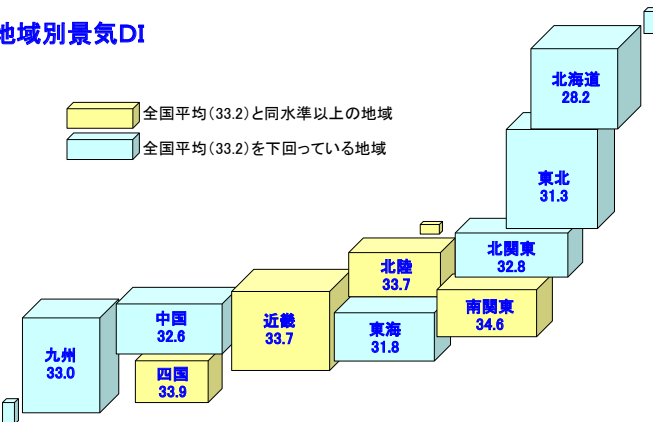 地域別景気DI
全国平均(33.2)と同水準以上の地域
全国平均(33.2)を下回っている地域
北海道
28.2
東北
31.3
北関東
32.8
北陸
33.7
南関東
34.6
東海
31.8
近畿
33.7
中国
32.6
四国
33.9
九州
33.0